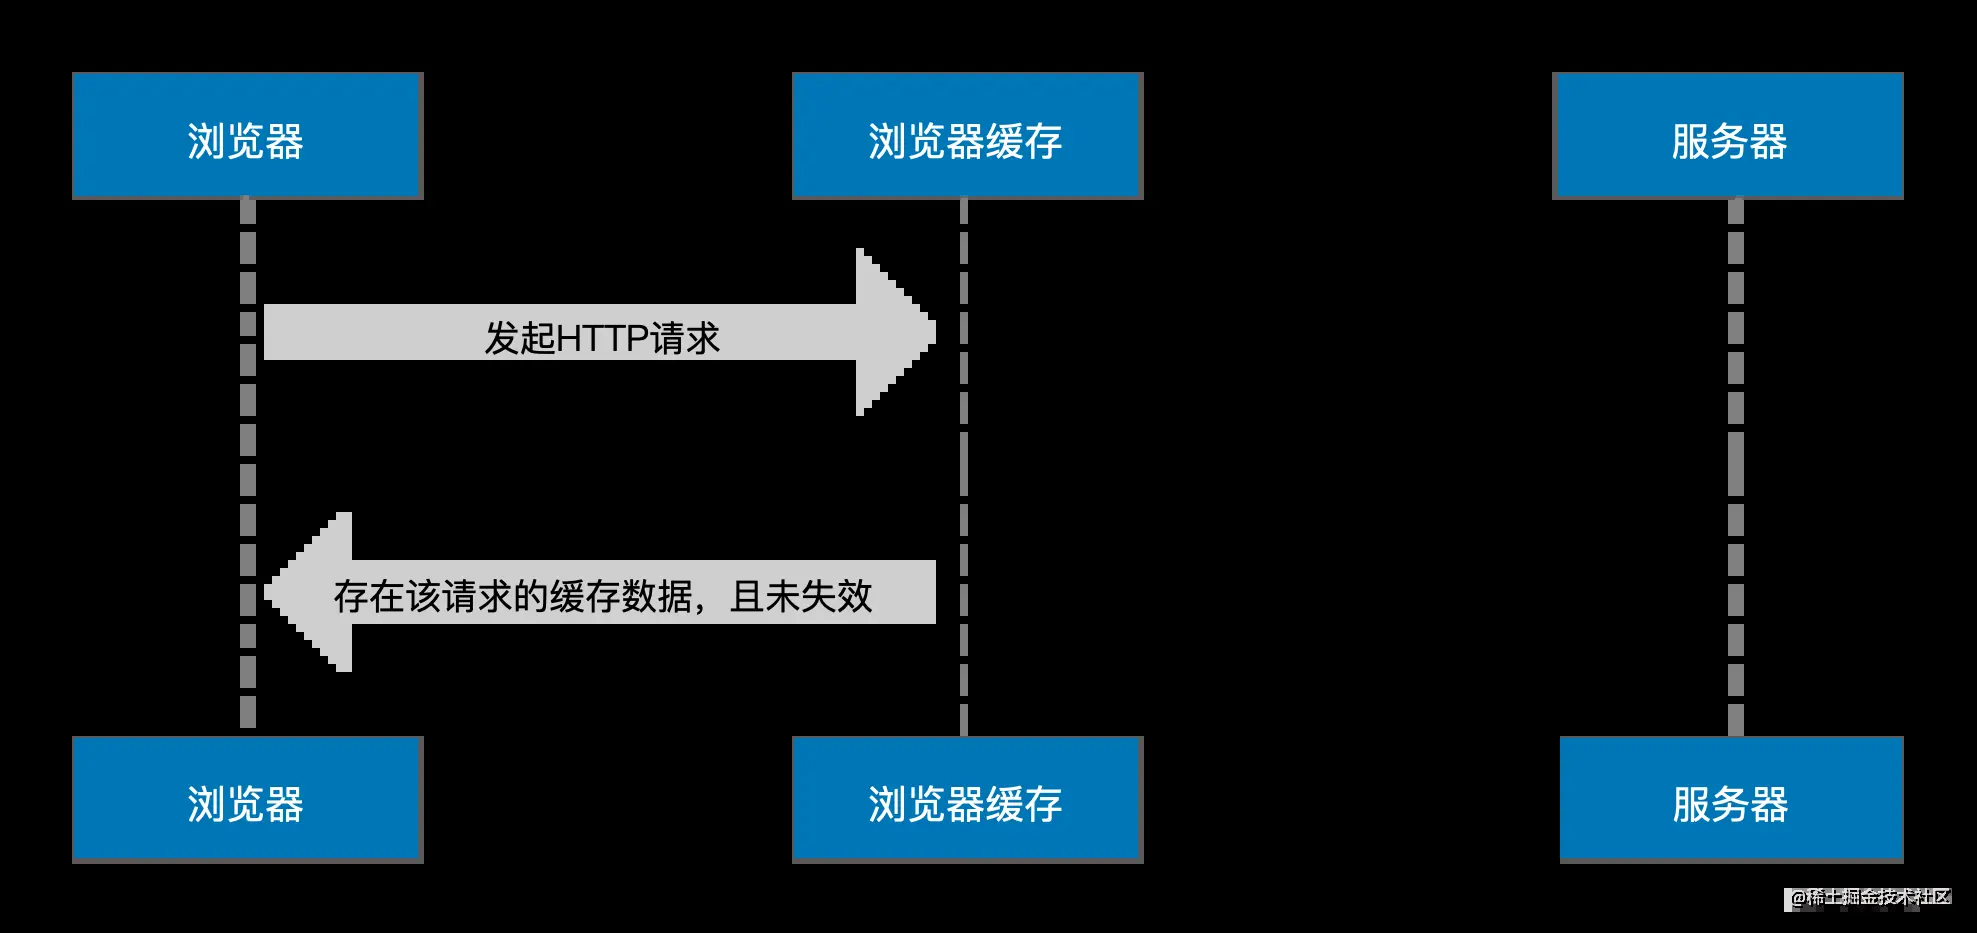 浏览器
浏览器缓存
服务器
发起HTTP请求
存在该请求的缓存数据，且未失效
浏览器
浏览器缓存
服务器
@稀土掘金技术社区